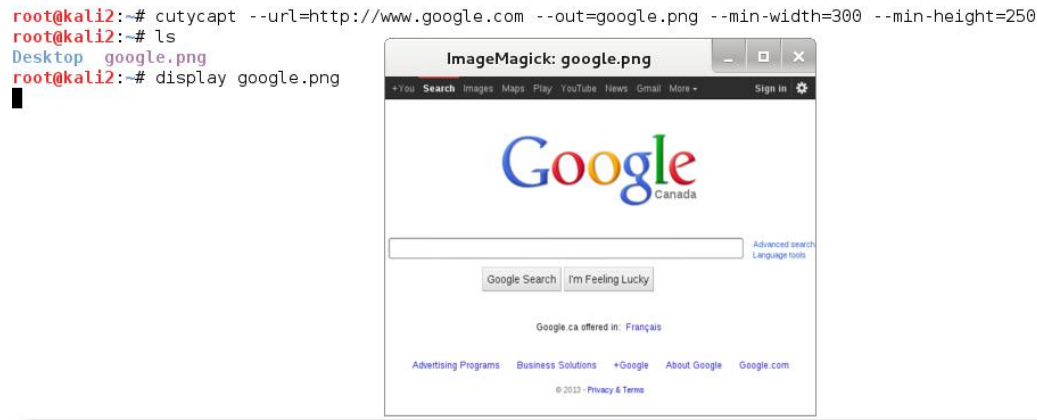 root@kali2:~# cutycapt --url=http://www.google.com --out=google.png --min-width=300 --min-height=250
root@kali2:~# ls
Desktop  google.png
root@kali2:~# display google.png
ImageMagick: google.png
+You Search Images Maps Play YouTube News Gmail More Sign in
Google
Canada
Advanced search
Language tools
Google Search I'm Feeling Lucky
Google.ca offered in: Français
Advertising Programs Business Solutions +Google About Google Google.com
© 2013 - Privacy & Terms